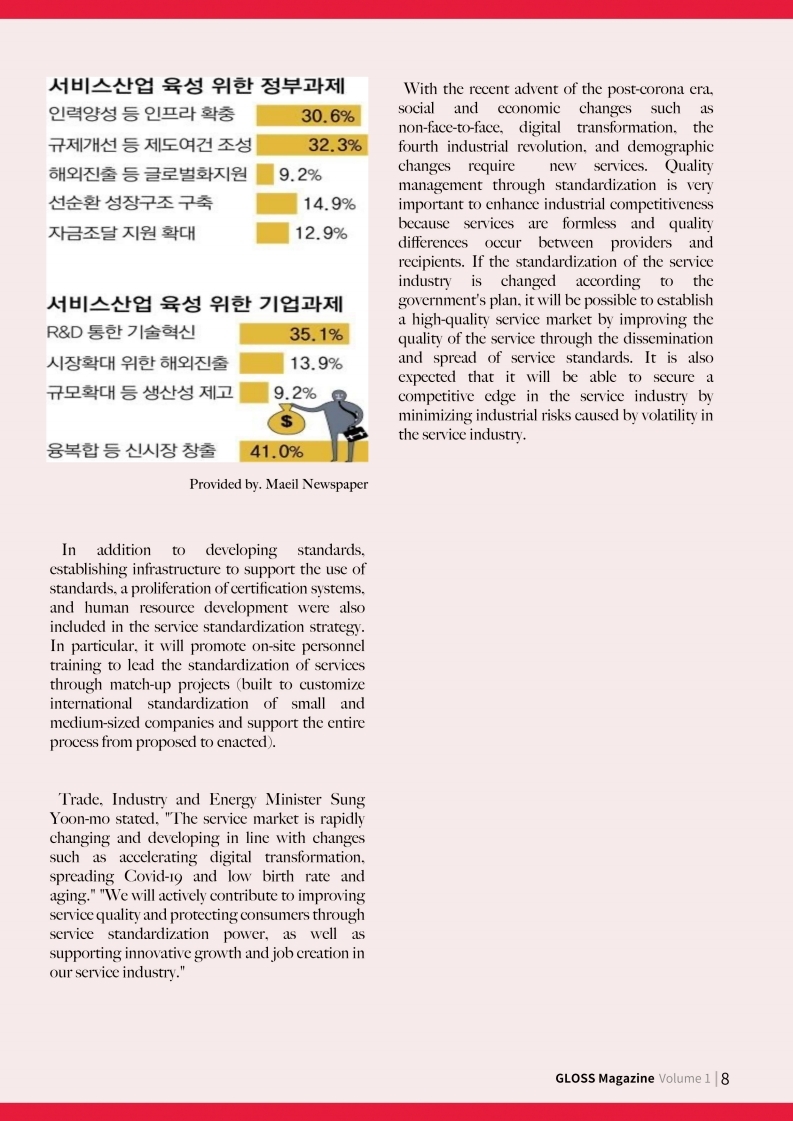 서비스산업 육성 위한 정부과제
인력양성 등 인프라 확충 30.6%
규제개선 등 제도여건 조성 32.3%
해외진출 등 글로벌화지원 9.2%
선순환 성장구조 구축 14.9%
자금조달 지원 확대 12.9%
서비스산업 육성 위한 기업과제
R&D 통한 기술혁신 35.1%
시장확대 위한 해외진출 13.9%
규모확대 등 생산성 제고 9.2%
$
융복합 등 신시장 창출 41.0%
Provided by. Maeil Newspaper
In addition to developing standards,
establishing infrastructure to support the use of
standards, a proliferation of certification systems,
and human resource development were also
included in the service standardization strategy.
In particular, it will promote on-site personnel
training to lead the standardization of services
through match-up projects (built to customize
international standardization of small and
medium-sized companies and support the entire
process from proposed to enacted).
Trade, Industry and Energy Minister Sung
Yoon-mo stated, "The service market is rapidly
changing and developing in line with changes
such as accelerating digital transformation,
spreading Covid-19 and low birth rate and
aging." "We will actively contribute to improving
service quality and protecting consumers through
service standardization power, as well as
supporting innovative growth and job creation in
our service industry."
With the recent advent of the post-corona era,
social and economic changes such as
non-face-to-face, digital transformation, the
fourth industrial revolution, and demographic
changes require new services. Quality
management through standardization is very
important to enhance industrial competitiveness
because services are formless and quality
differences occur between providers and
recipients. If the standardization of the service
industry is changed according to the
government's plan, it will be possible to establish
a high-quality service market by improving the
quality of the service through the dissemination
and spread of service standards. It is also
expected that it will be able to secure a
competitive edge in the service industry by
minimizing industrial risks caused by volatility in
the service industry.
GLOSS Magazine Volume 1 | 8